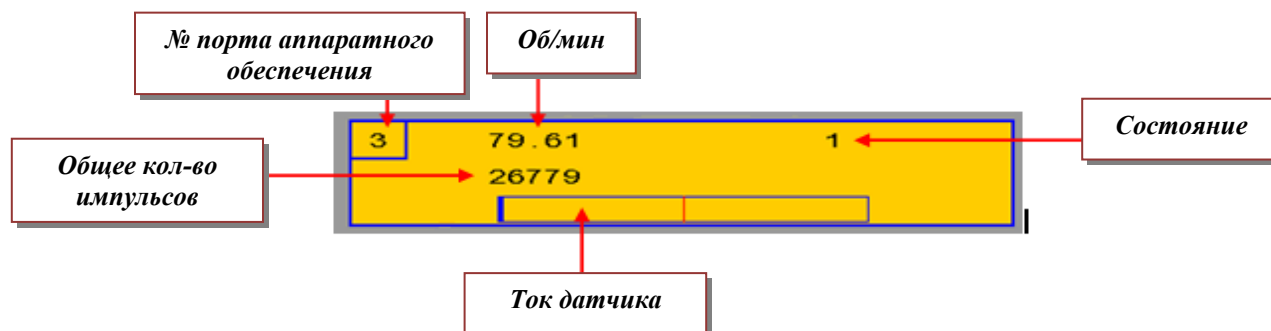 № порта аппаратного
обеспечения
Об/мин
Состояние
Общее кол-во
импульсов
3
79.61
1
26779
Ток датчика